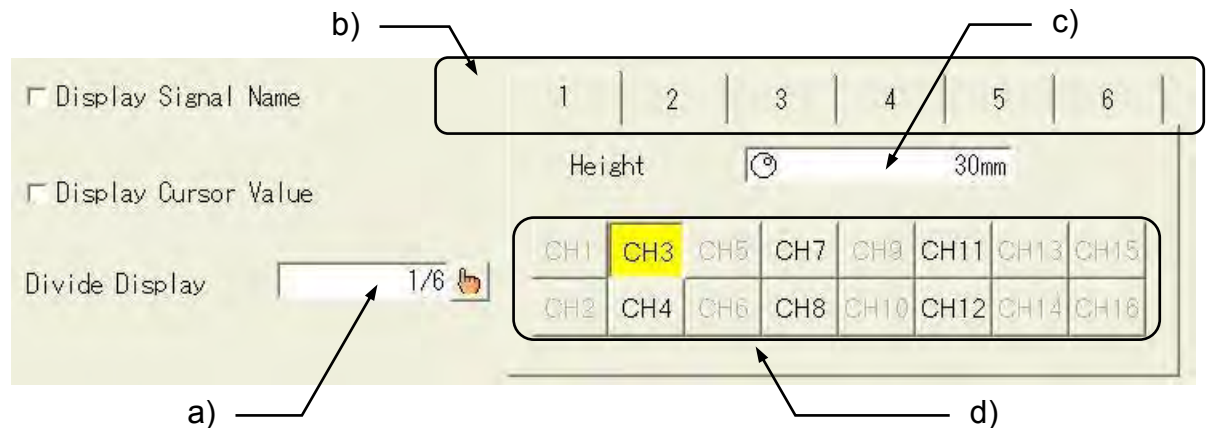 b)
c)
Display Signal Name
1 2 3 4 5 6
Height 30mm
Display Cursor Value
CH1 CH3 CH5 CH7 CH9 CH11 CH13 CH15
Divide Display 1/6
CH2 CH4 CH6 CH8 CH10 CH12 CH14 CH16
a)
d)